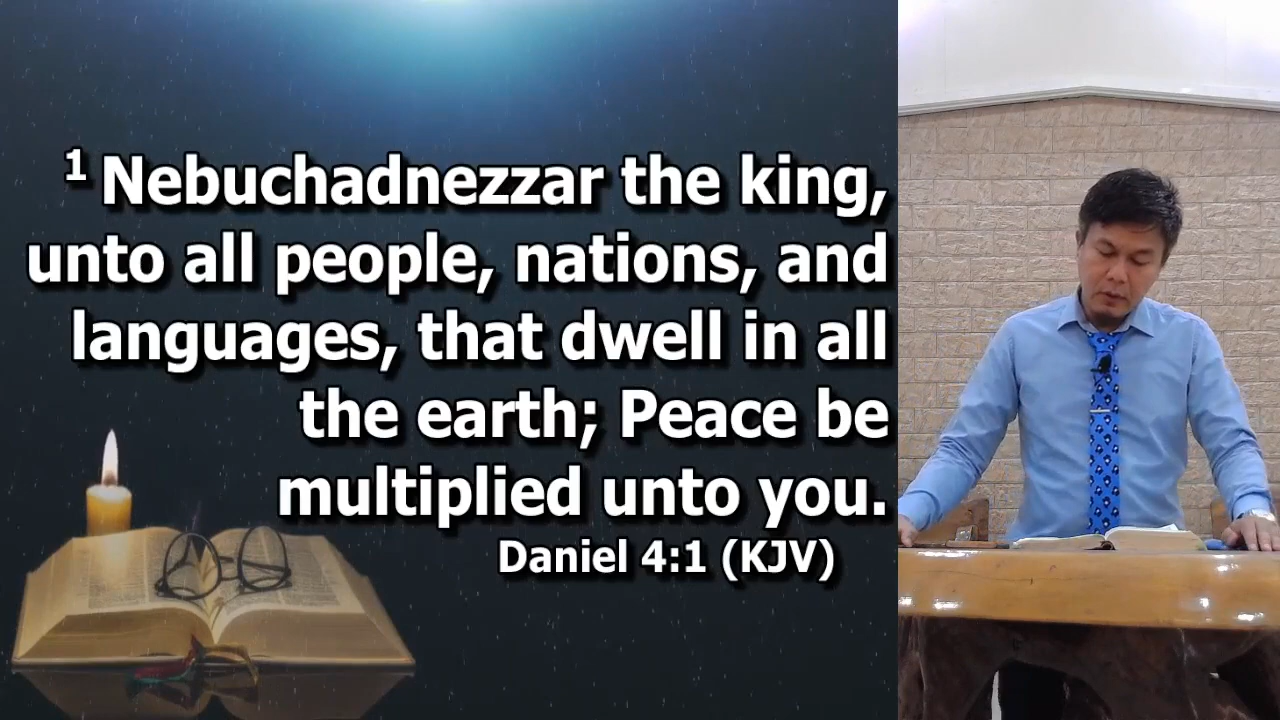 1 Nebuchadnezzar the king,
unto all people, nations, and
languages, that dwell in all
the earth; Peace be
multiplied unto you.
Daniel 4:1 (KJV)